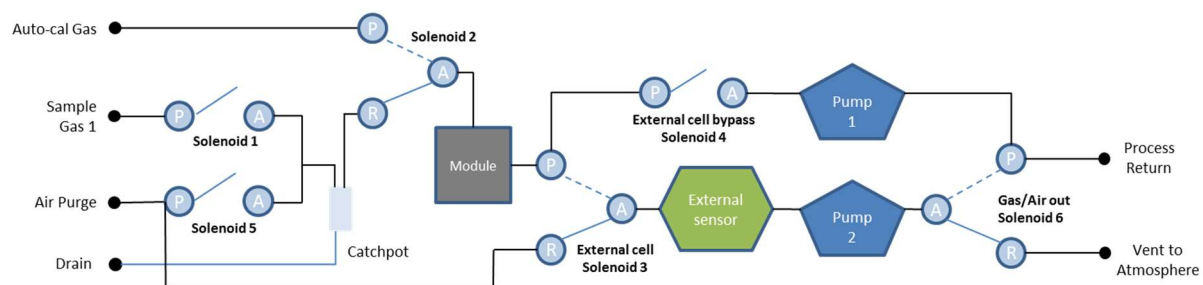 Auto-cal Gas
P
Solenoid 2
A
Sample
Gas 1
P
A
R
Solenoid 1
P
A
Pump
1
External cell bypass
Solenoid 4
Module
P
P
Process
Return
Air Purge
P
A
Solenoid 5
A
External
sensor
Pump
2
A
Gas/Air out
Solenoid 6
R
External cell
Solenoid 3
R
Catchpot
Drain
Vent to
Atmosphere